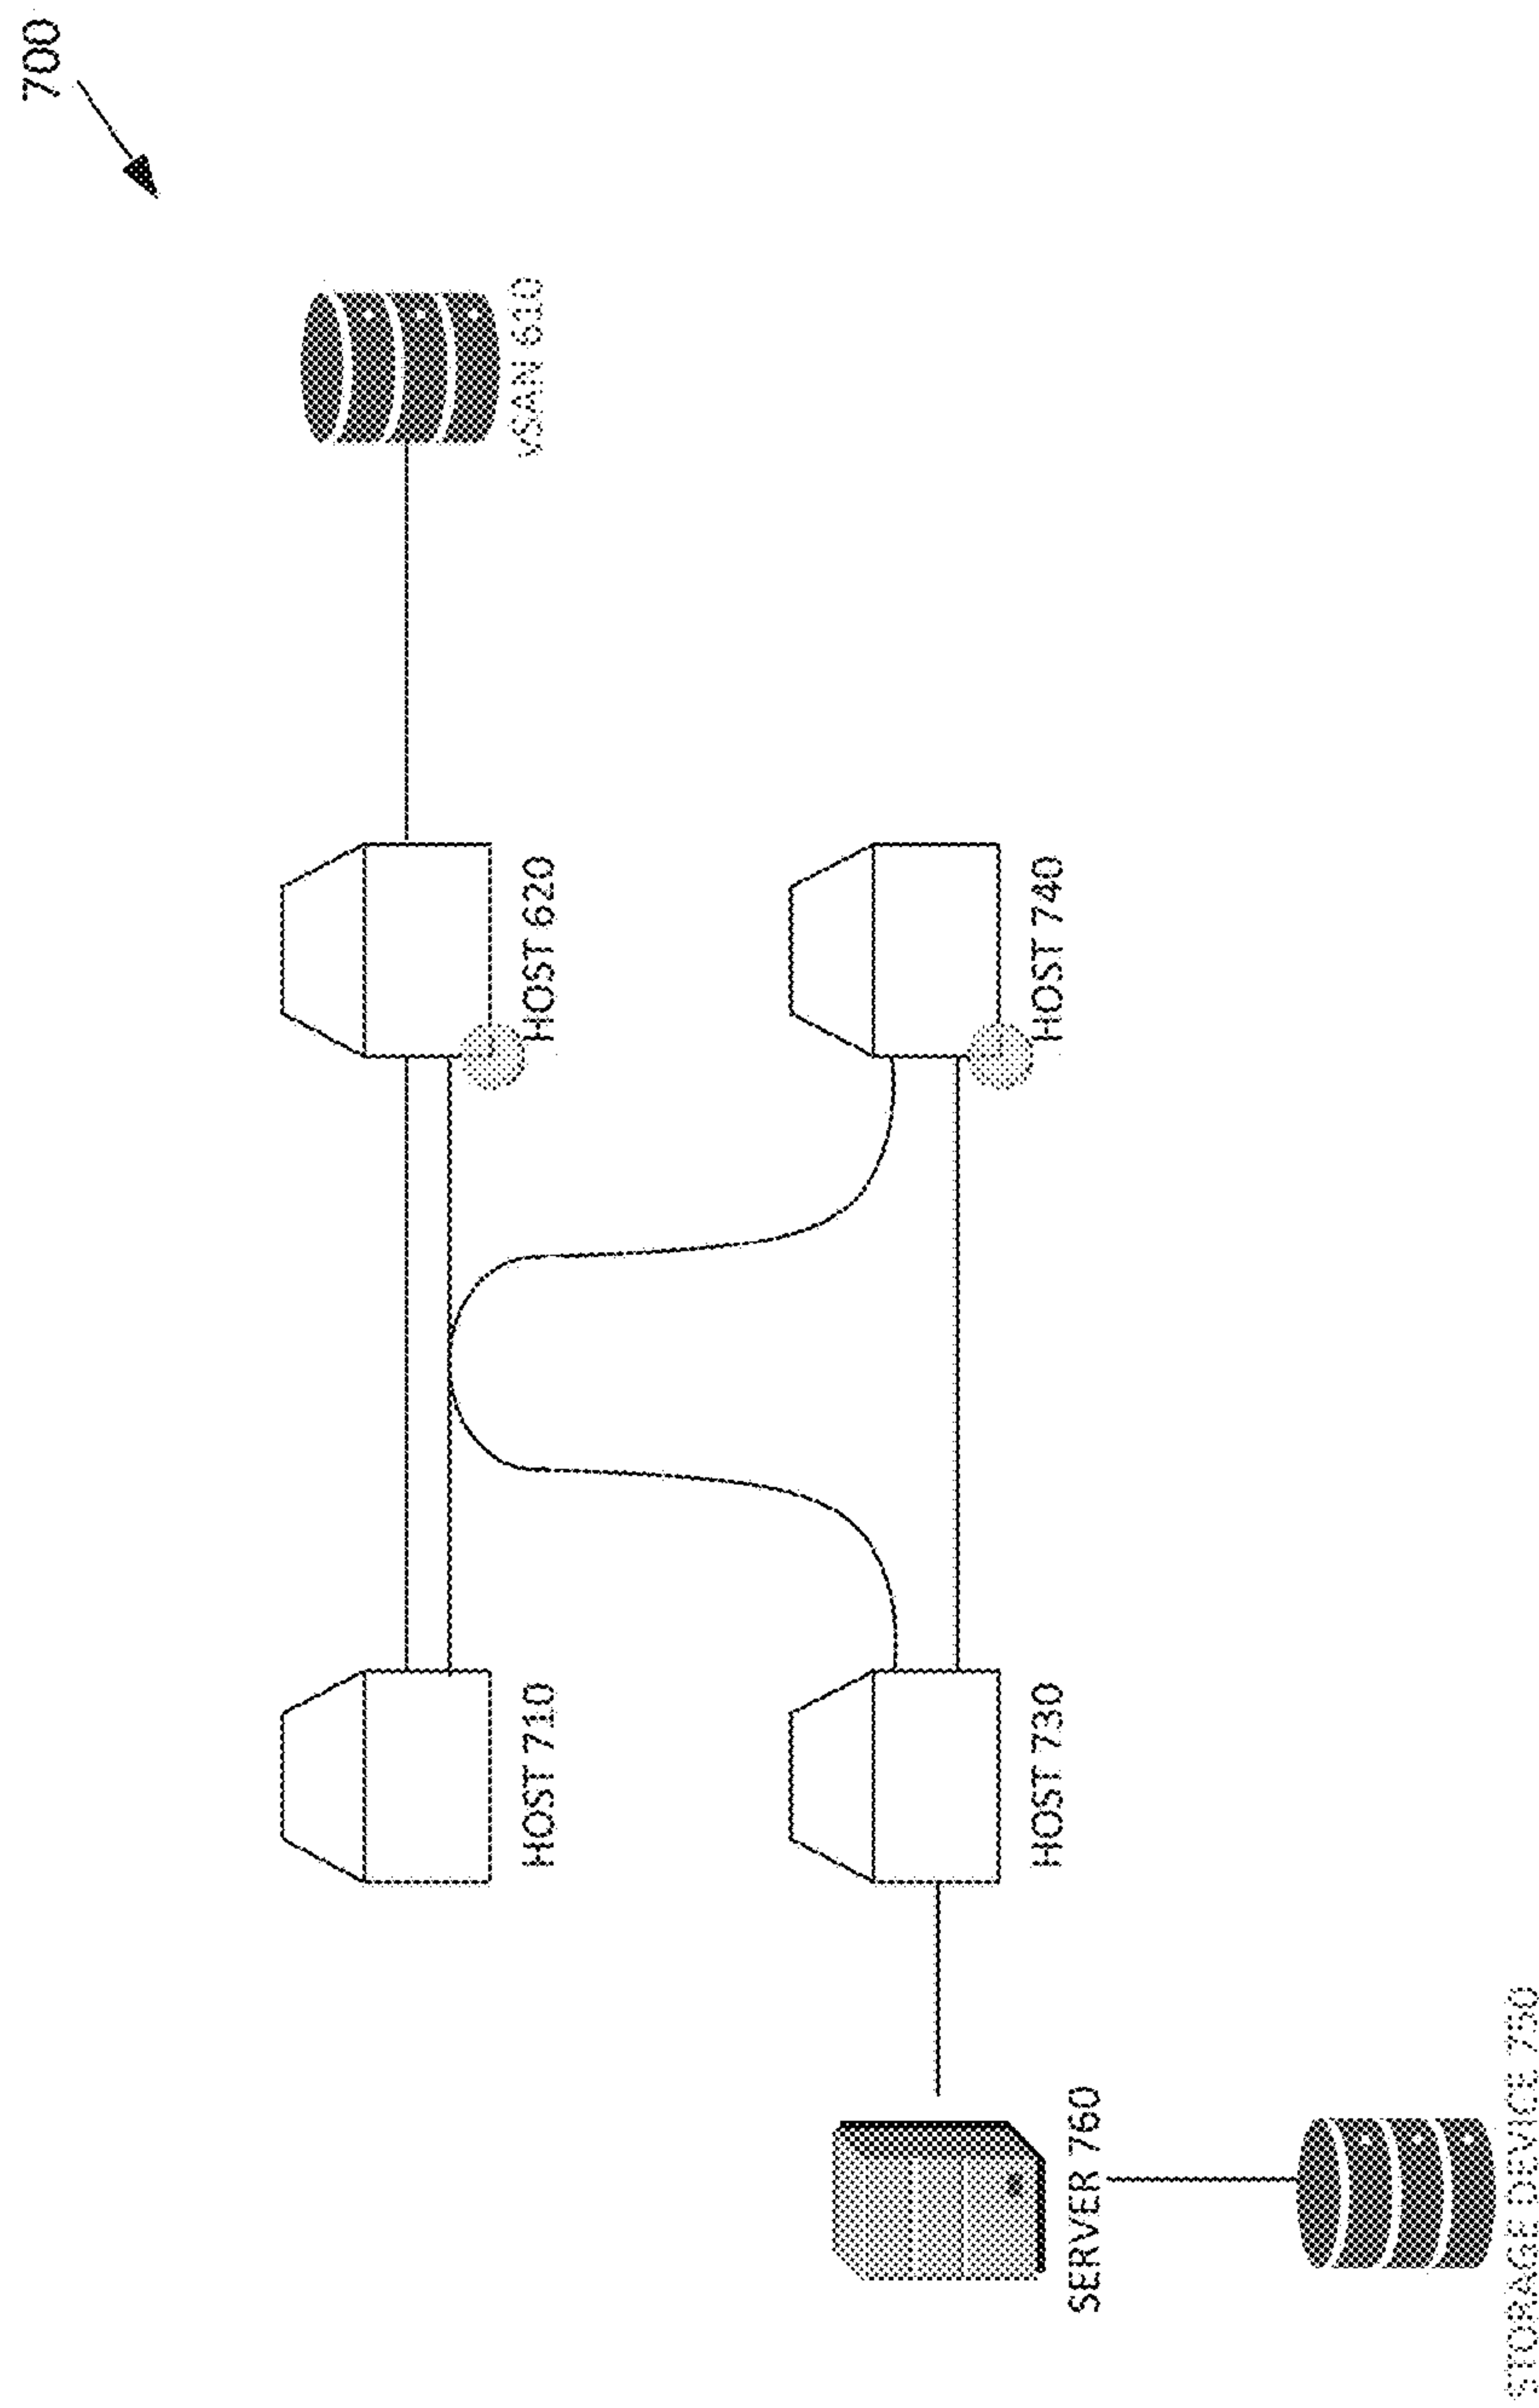 700
vSAN 610
HOST 710
HOST 620
HOST 730
HOST 740
SERVER 760
STORAGE DEVICE 750